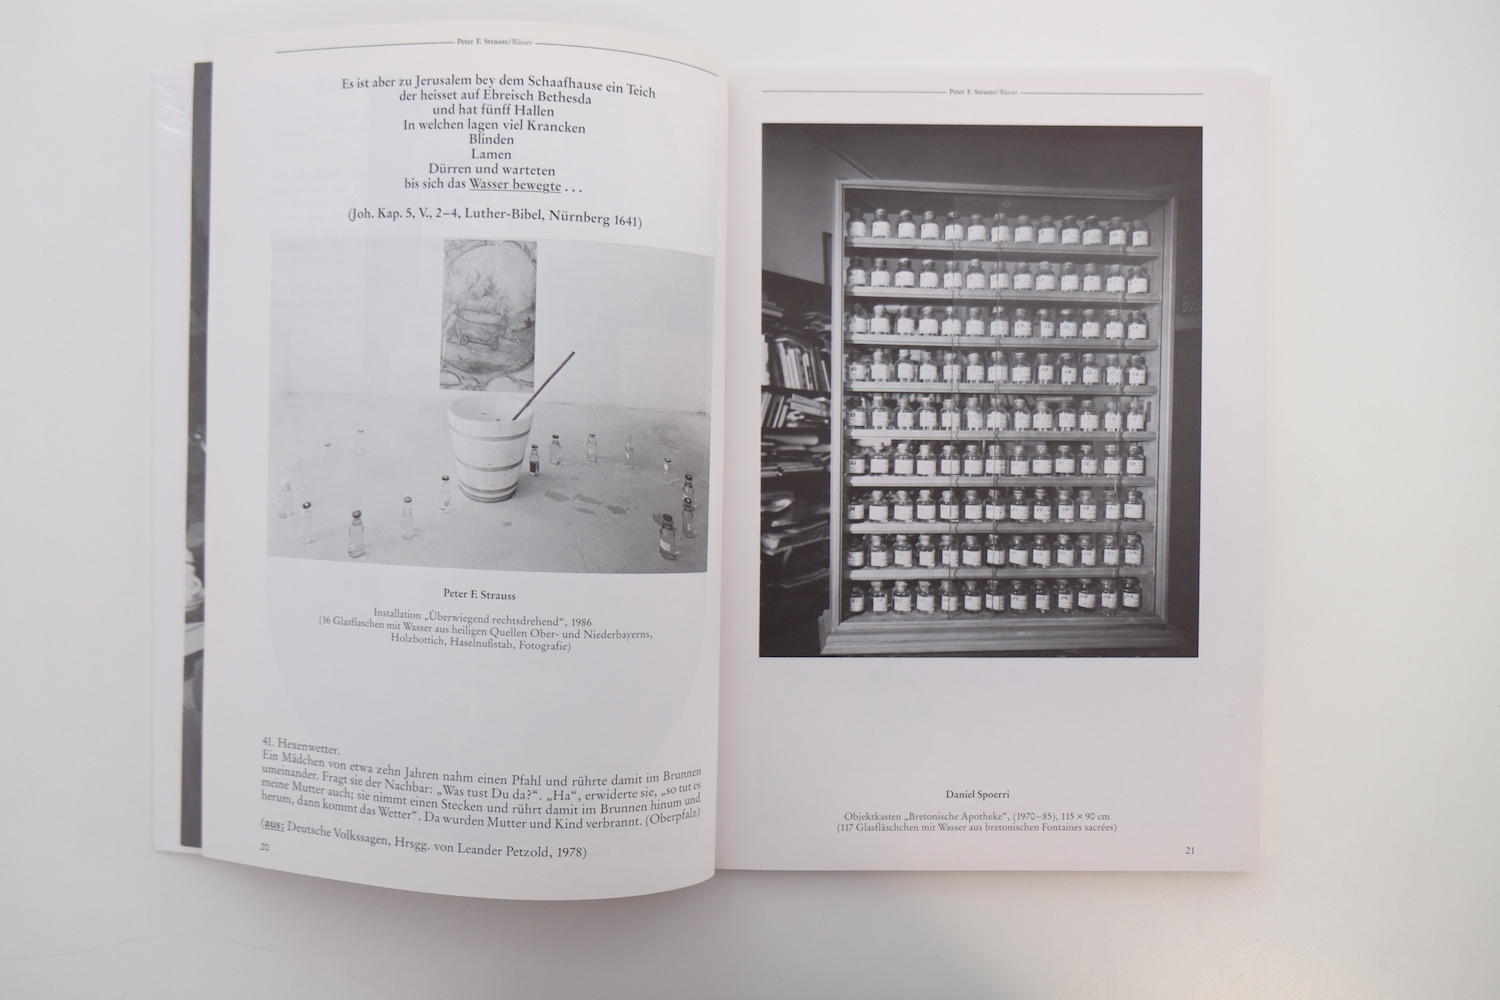 Peter F. Strauss/Wasser
Es ist aber zu Jerusalem bey dem Schaafhause ein Teich
der heisset auf Ebreisch Bethesda
und hat fünff Hallen
In welchen lagen viel Krancken
Blinden
Lamen
Dürren und warteten
bis sich das Wasser bewegte . . .
(Joh. Kap. 5, V., 2–4, Luther-Bibel, Nürnberg 1641)
Peter F. Strauss
Installation „Überwiegend rechtsdrehend“, 1986
(16 Glasflaschen mit Wasser aus heiligen Quellen Ober- und Niederbayerns,
Holzbottich, Haselnußstab, Fotografie)
41. Hexenwetter.
Ein Mädchen von etwa zehn Jahren nahm einen Pfahl und rührte damit im Brunnen
umeinander. Fragt sie der Nachbar: „Was tust Du da?“. „Ha“, erwiderte sie, „so tut es
meine Mutter auch; sie nimmt einen Stecken und rührt damit im Brunnen hinum und
herum, dann kommt das Wetter“. Da wurden Mutter und Kind verbrannt. (Oberpfalz)
(aus: Deutsche Volkssagen, Hrsgg. von Leander Petzold, 1978)
20
Peter F. Strauss/Wasser
Daniel Spoerri
Objektkasten „Bretonische Apotheke“, (1970–85), 115 × 90 cm
(117 Glasfläschchen mit Wasser aus bretonischen Fontaines sacrées)
21